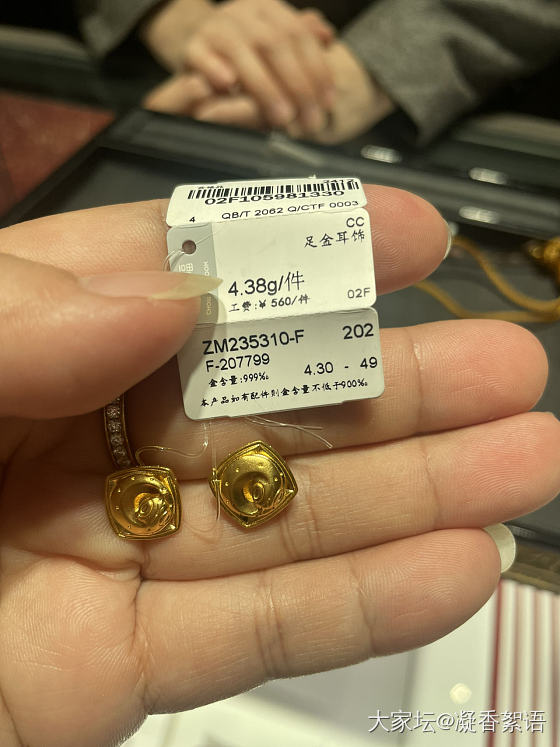 02F105981330
4 QB/T 2062 Q/CTF 0003
CC
足金耳饰
4.38g/件
工费:¥ 560/件
02F
ZM235310-F 202
F-207799
4.30 - 49
金含量:999‰
本产品如有配件则金含量不低于900‰
大家坛@凝香絮语